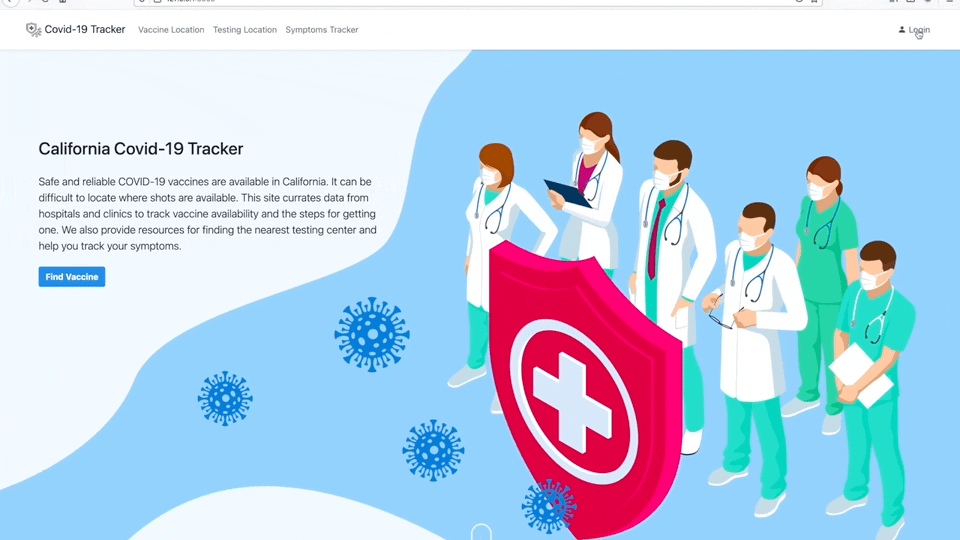 Covid-19 Tracker Vaccine Location Testing Location Symptoms Tracker Login
California Covid-19 Tracker
Safe and reliable COVID-19 vaccines are available in California. It can be
difficult to locate where shots are available. This site currates data from
hospitals and clinics to track vaccine availability and the steps for getting
one. We also provide resources for finding the nearest testing center and
help you track your symptoms.
Find Vaccine